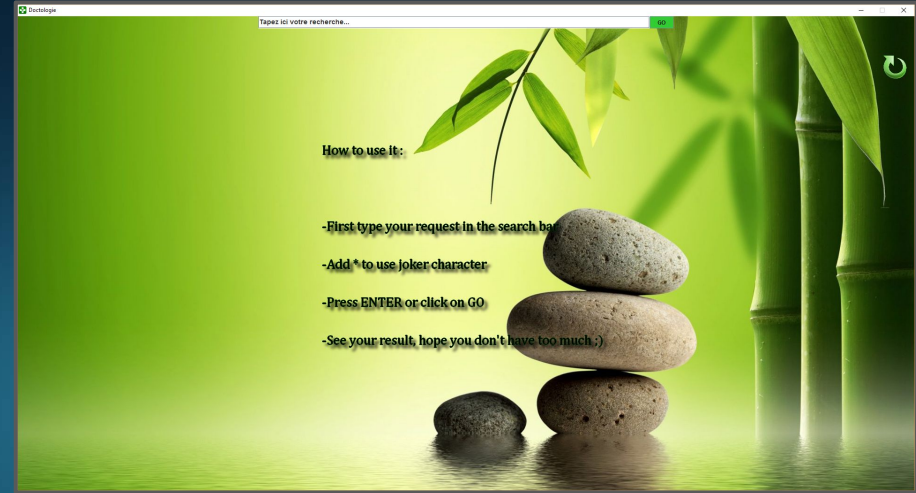 Doctologie
Tapez ici votre recherche...
GO
How to use it :
-First type your request in the search bar
-Add * to use joker character
-Press ENTER or click on GO
-See your result, hope you don't have too much ;)